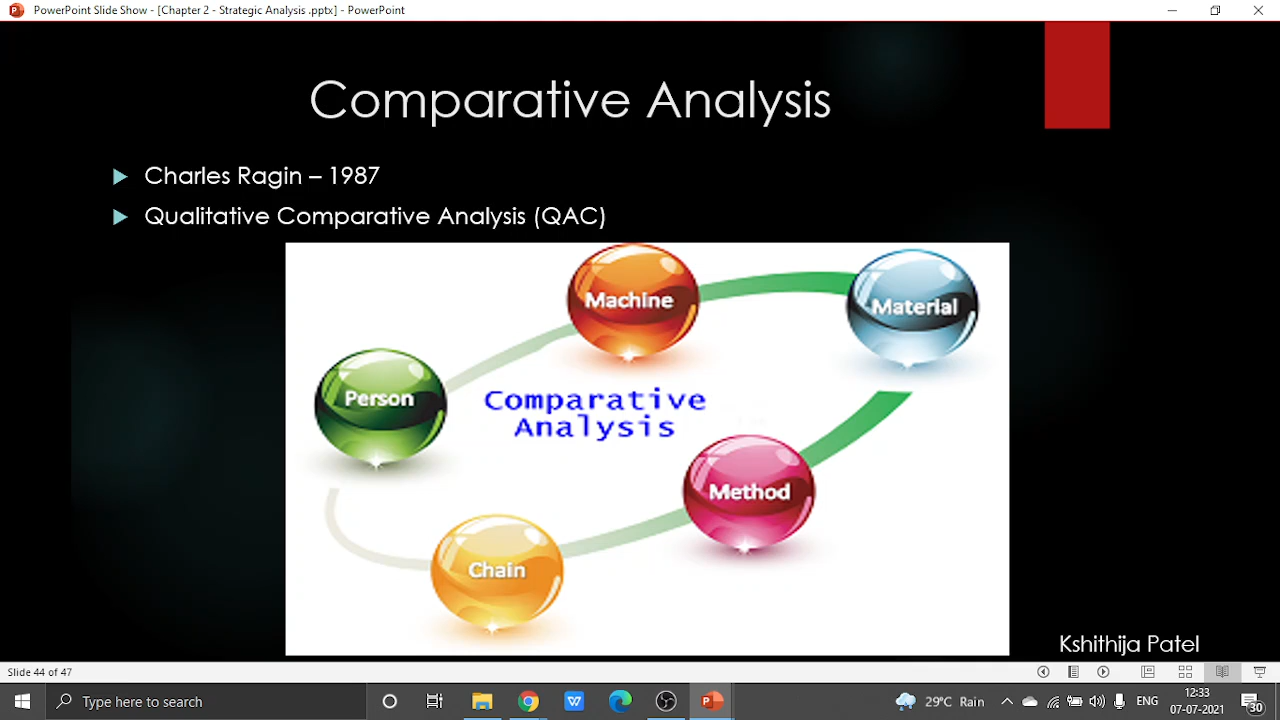 PowerPoint Slide Show - [Chapter 2 - Strategic Analysis .pptx] - PowerPoint
Comparative Analysis
Charles Ragin – 1987
Qualitative Comparative Analysis (QAC)
Machine
Material
Person
Comparative
Analysis
Method
Chain
Kshithija Patel
Slide 44 of 47
Type here to search
29°C Rain
ENG
12:33
07-07-2021
30